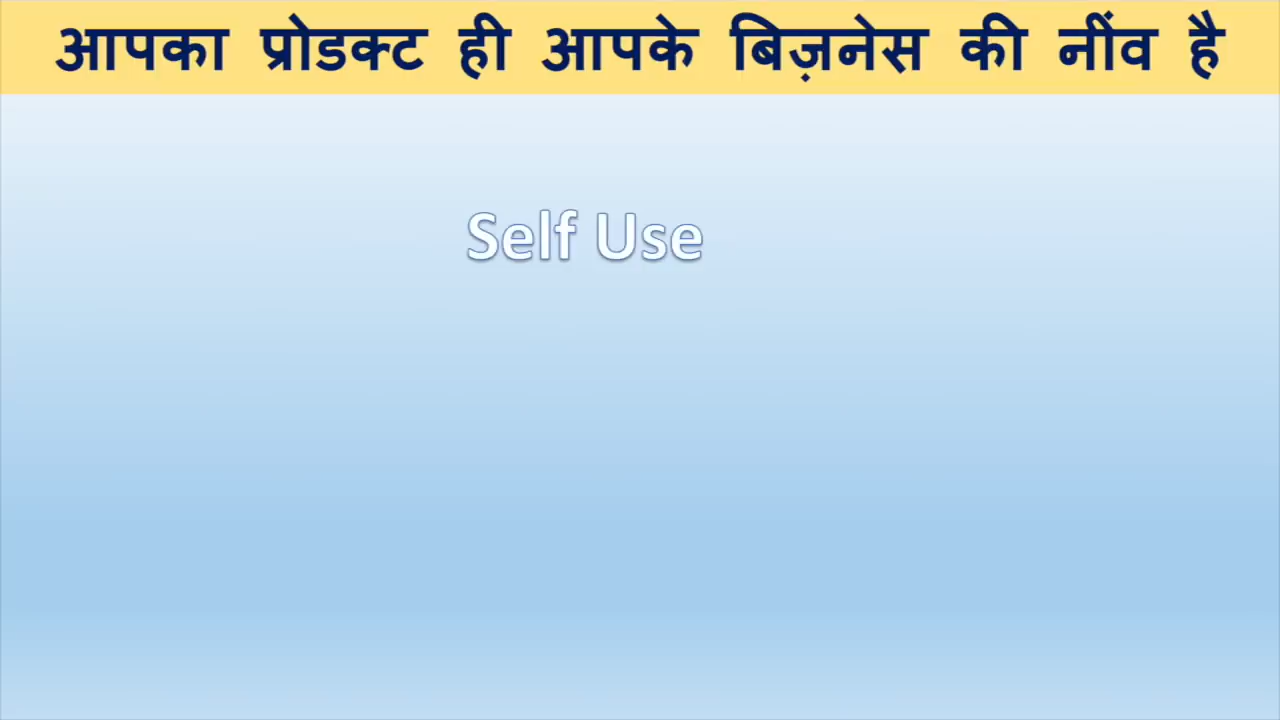 आपका प्रोडक्ट ही आपके बिज़नेस की नींव है
Self Use